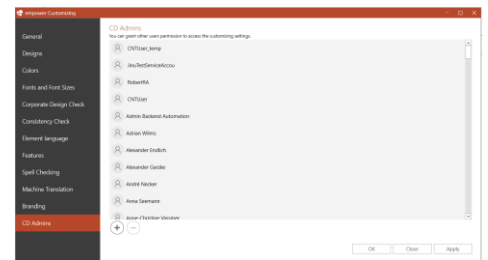 empower Customizing
General
Designs
Colors
Fonts and Font Sizes
Corporate Design Check
Consistency Check
Element language
Features
Spell Checking
Machine Translation
Branding
CD Admins
CD Admins
You can grant other users permission to access the customizing settings.
CNTUser_temp
JinuTestServiceAccou
RobertRA
CNTUser
Admin Backend Automation
Adrian Wilms
Alexander Endlich
Alexander Gaisike
André Necker
Anna Seemann
OK
Close
Apply